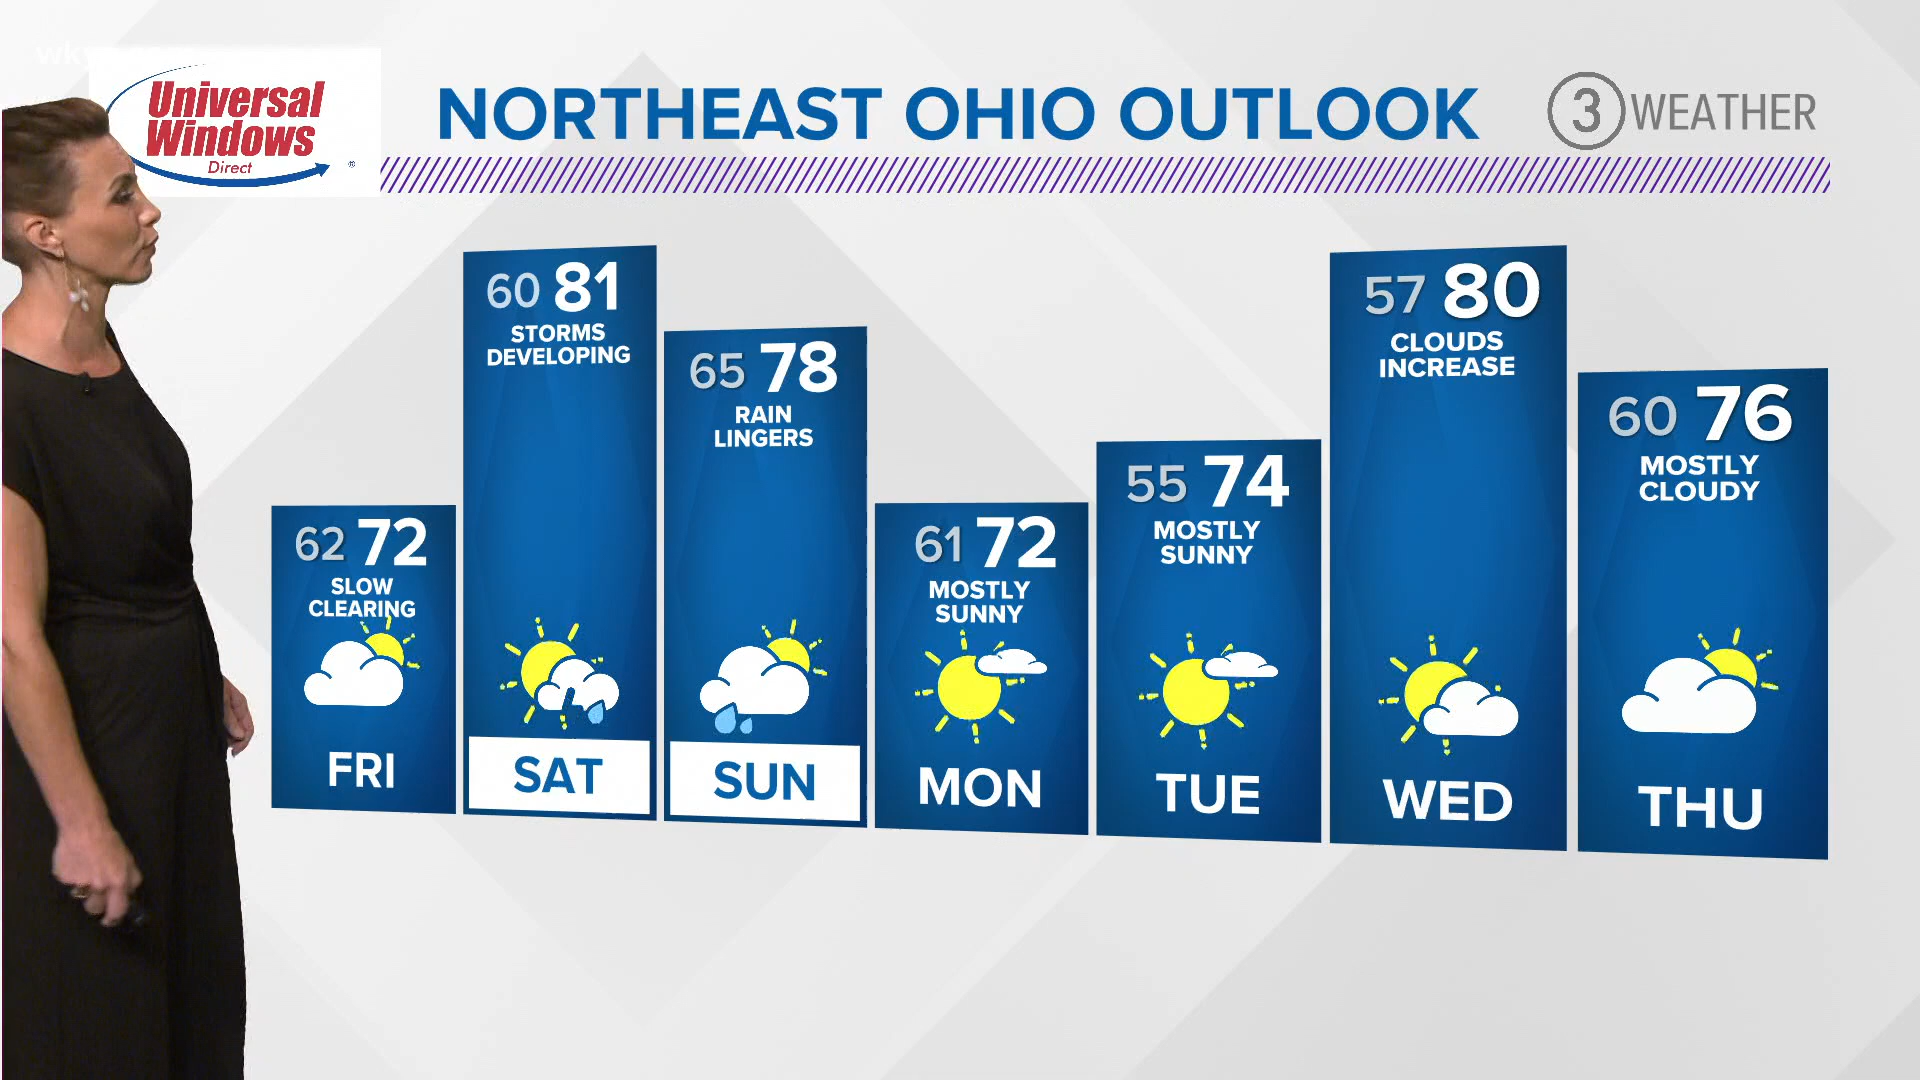 Universal
Windows
Direct
®
NORTHEAST OHIO OUTLOOK
3 WEATHER
62 72
SLOW
CLEARING
FRI
60 81
STORMS
DEVELOPING
SAT
65 78
RAIN
LINGERS
SUN
61 72
MOSTLY
SUNNY
MON
55 74
MOSTLY
SUNNY
TUE
57 80
CLOUDS
INCREASE
WED
60 76
MOSTLY
CLOUDY
THU